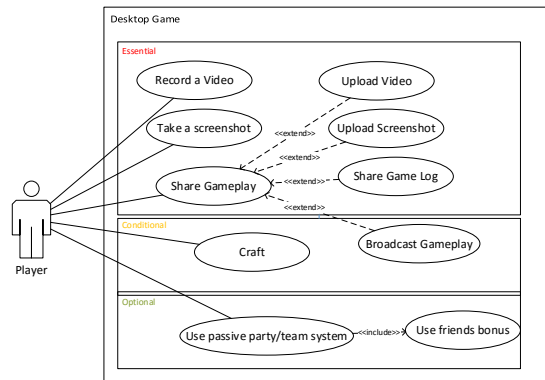 Desktop Game
Essential
Record a Video
Upload Video
<<extend>>
Take a screenshot
Upload Screenshot
<<extend>>
Share Gameplay
<<extend>>
Share Game Log
<<extend>>
Player
Conditional
Craft
Broadcast Gameplay
Optional
Use passive party/team system
<<include>>
Use friends bonus